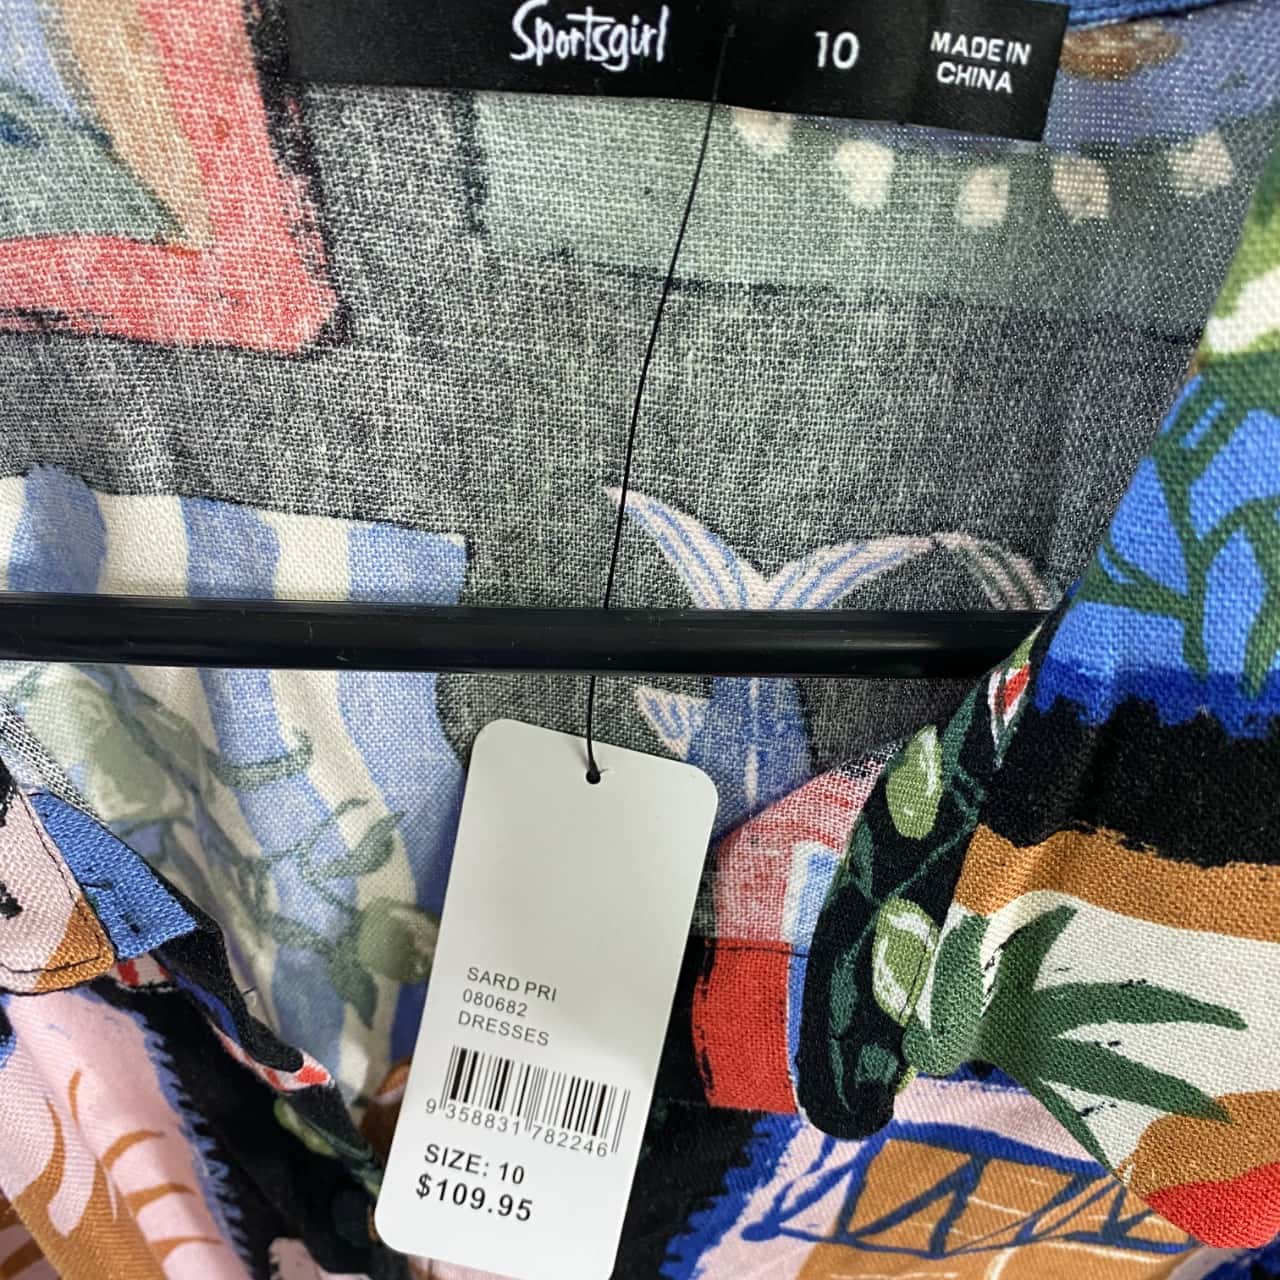 Sportsgirl 10 MADE IN
CHINA
SARD PRI
080682
DRESSES
9 358831 782246
SIZE: 10
$109.95